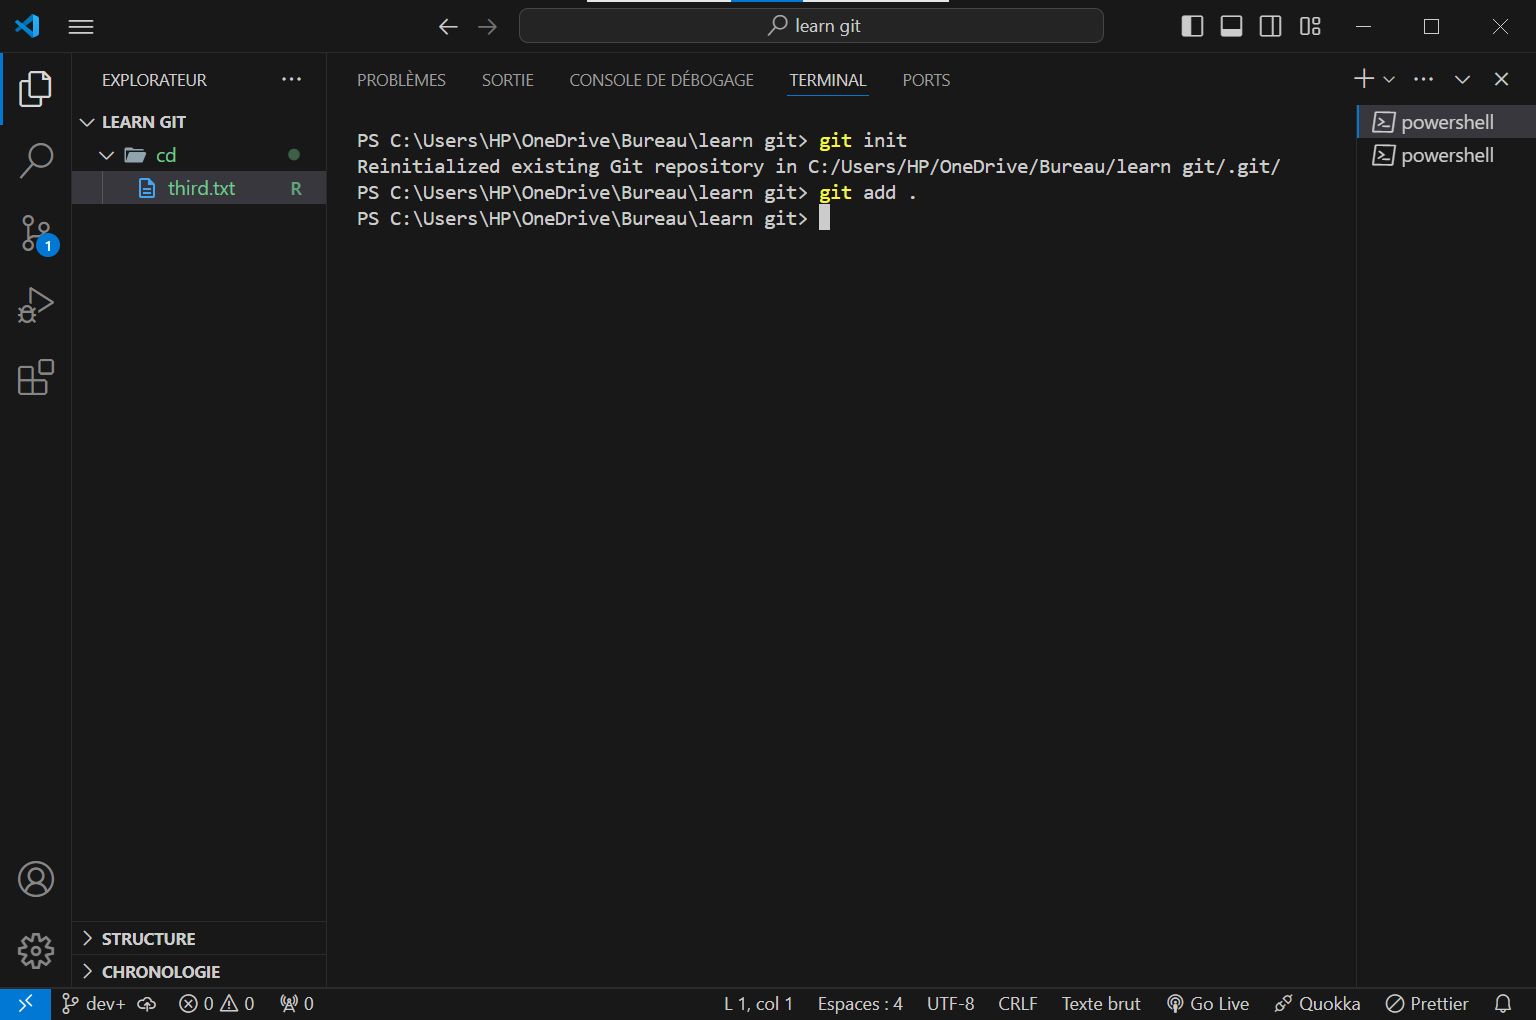 learn git
EXPLORATEUR
LEARN GIT
cd
third.txt R
1
PROBLÈMES SORTIE CONSOLE DE DÉBOGAGE TERMINAL PORTS
PS C:\Users\HP\OneDrive\Bureau\learn git> git init
Reinitialized existing Git repository in C:/Users/HP/OneDrive/Bureau/learn git/.git/
PS C:\Users\HP\OneDrive\Bureau\learn git> git add .
PS C:\Users\HP\OneDrive\Bureau\learn git>
powershell
powershell
STRUCTURE
CHRONOLOGIE
dev+ 0 0 0 L 1, col 1 Espaces : 4 UTF-8 CRLF Texte brut Go Live Quokka Prettier